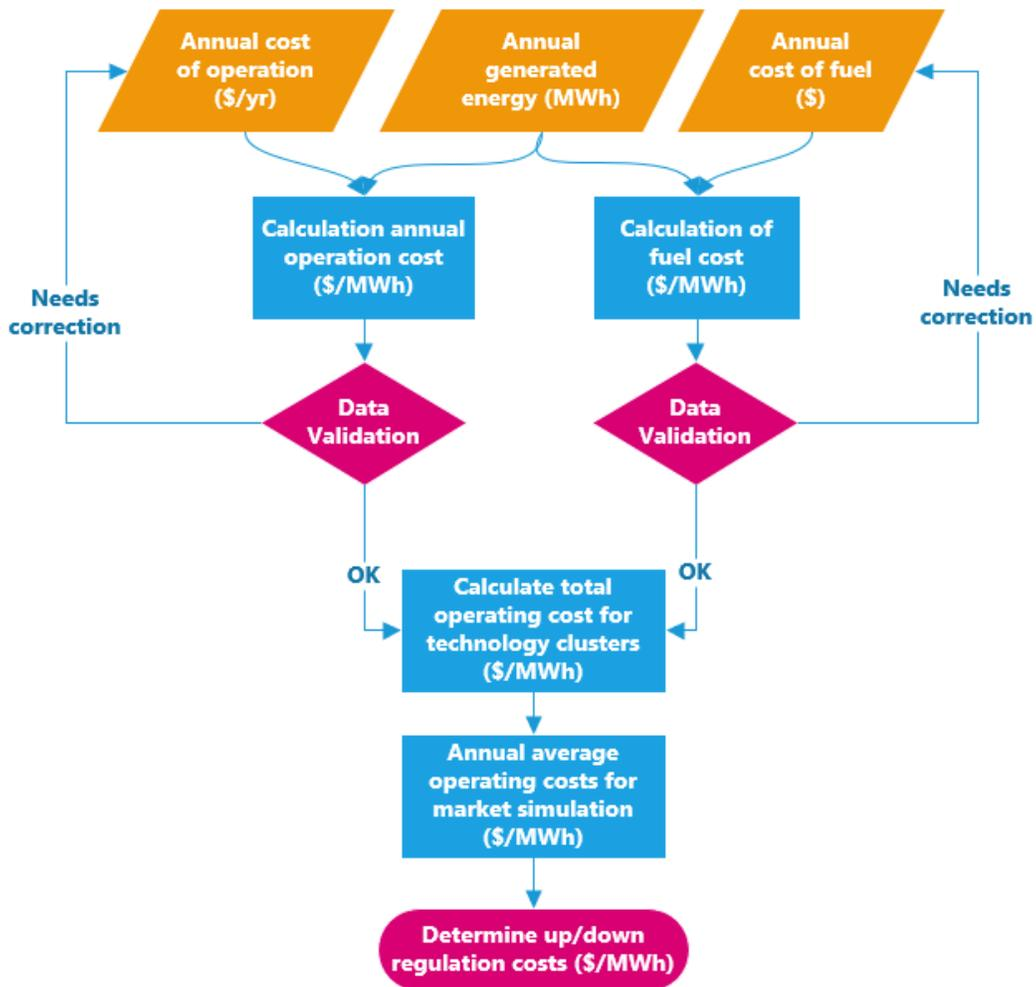 Annual cost
of operation
($/yr)
Annual
generated
energy (MWh)
Annual
cost of fuel
($)
Calculation annual
operation cost
($/MWh)
Calculation of
fuel cost
($/MWh)
Needs
correction
Needs
correction
Data
Validation
Data
Validation
OK
OK
Calculate total
operating cost for
technology clusters
($/MWh)
Annual average
operating costs for
market simulation
($/MWh)
Determine up/down
regulation costs ($/MWh)